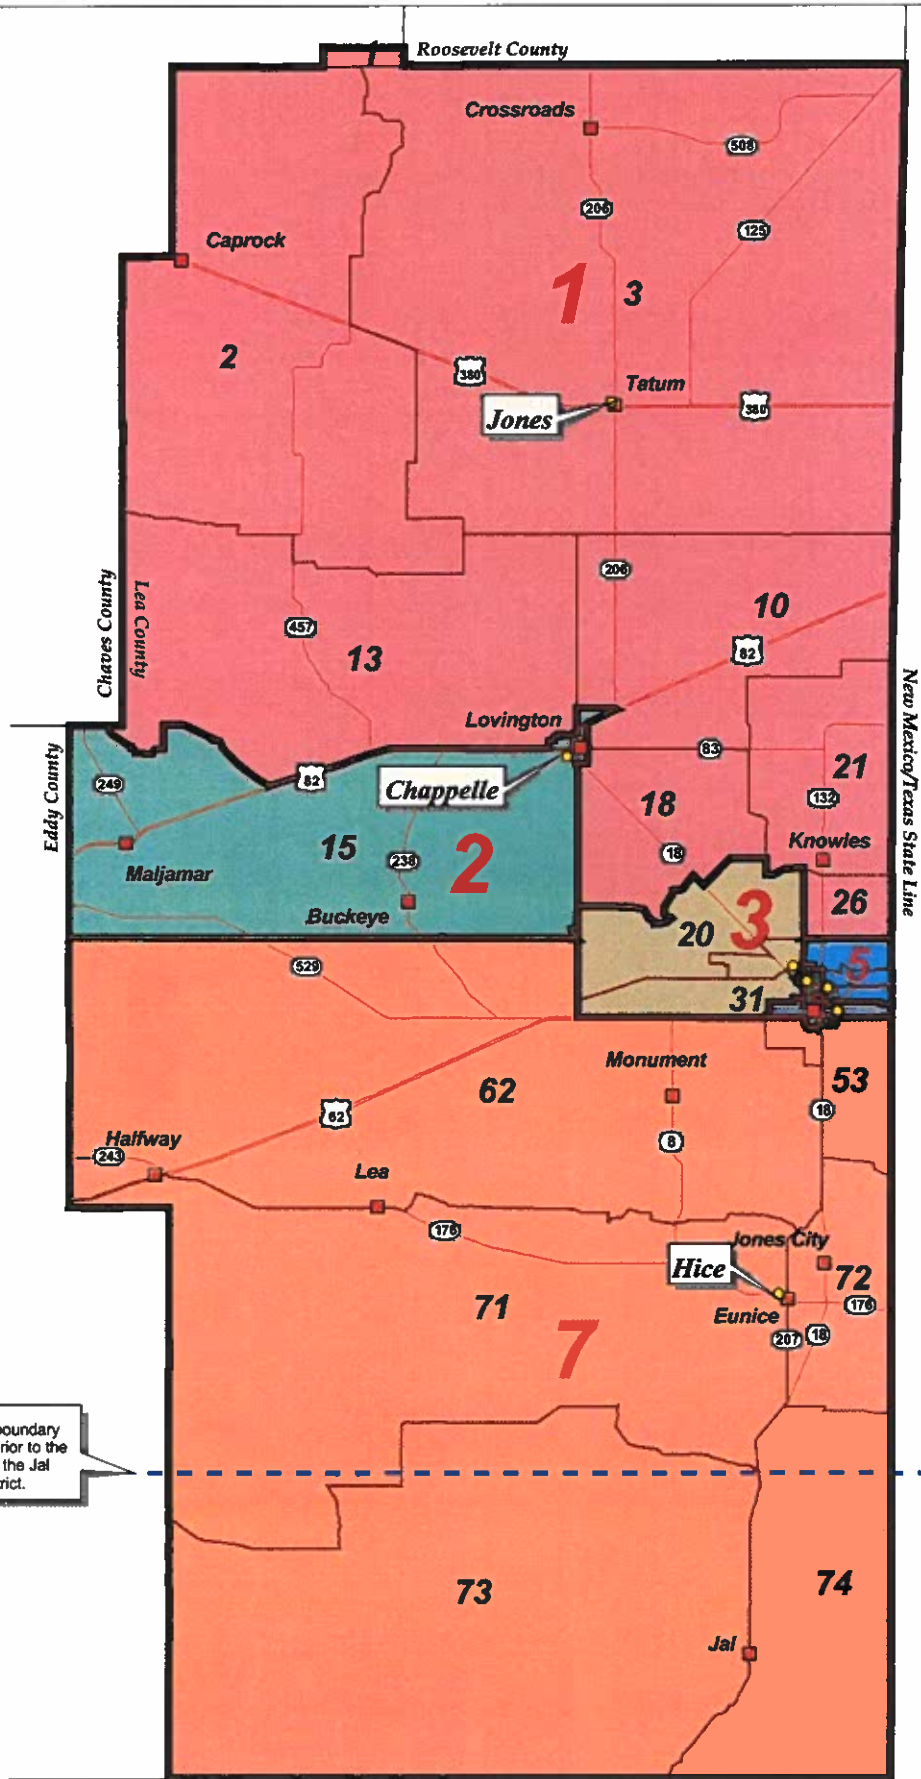 Roosevelt County
Crossroads
508
206
125
Caprock
1
3
2
380
Tatum
380
Jones
206
10
Chaves County
Lea County
457
13
82
Lovington
83
21
249
82
Chappelle
18
132
Eddy County
15
238
2
18
Knowles
Maljamar
Buckeye
20
3
26
New Mexico/Texas State Line
529
5
31
Monument
53
62
62
18
Halfway
243
8
Lea
176
Jones City
Hice
72
71
Eunice
176
7
207
18
oundary
rior to the
the Jal
rict.
73
74
Jal